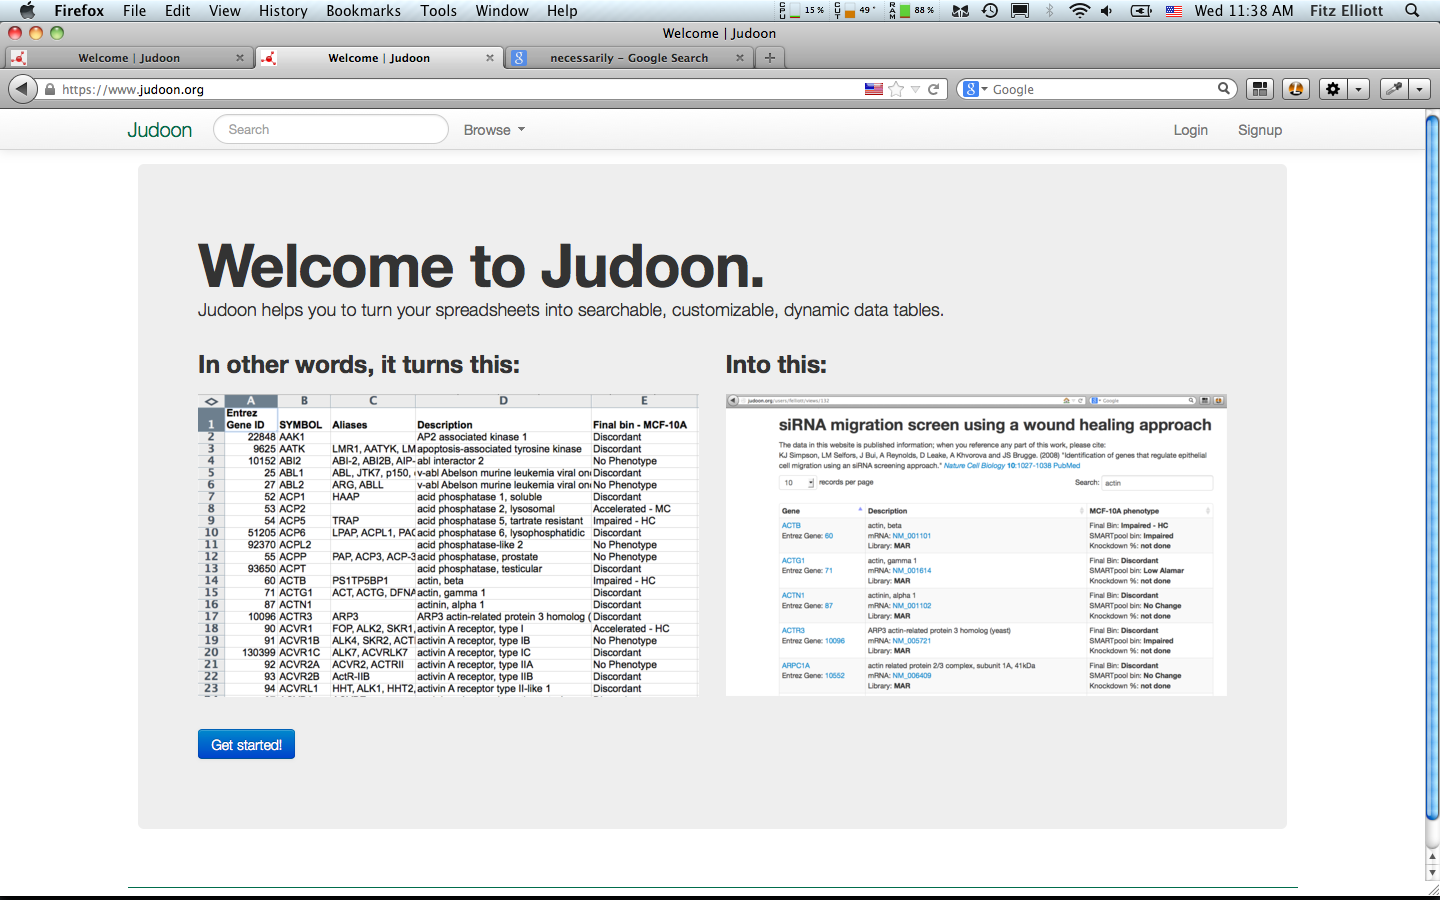 Firefox File Edit View History Bookmarks Tools Window Help CPU 15% CUT 49° RAM 88% Wed 11:38 AM Fitz Elliott
Welcome | Judoon
Welcome | Judoon Welcome | Judoon necessarily - Google Search
https://www.judoon.org Google
Judoon Search Browse Login Signup
Welcome to Judoon.
Judoon helps you to turn your spreadsheets into searchable, customizable, dynamic data tables.
In other words, it turns this:
A B C D E
1 Entrez Gene ID SYMBOL Aliases Description Final bin - MCF-10A
2 22848 AAK1 AP2 associated kinase 1 Discordant
3 9625 AATK LMR1, AATYK, LM apoptosis-associated tyrosine kinase Discordant
4 10152 ABI2 ABI-2, ABI2B, AIP- abl interactor 2 No Phenotype
5 25 ABL1 ABL, JTK7, p150, v-abl Abelson murine leukemia viral on Discordant
6 27 ABL2 ARG, ABLL v-abl Abelson murine leukemia viral on No Phenotype
7 52 ACP1 HAAP acid phosphatase 1, soluble Discordant
8 53 ACP2 acid phosphatase 2, lysosomal Accelerated - MC
9 54 ACP5 TRAP acid phosphatase 5, tartrate resistant Impaired - HC
10 51205 ACP6 LPAP, ACPL1, PAC acid phosphatase 6, lysophosphatidic Discordant
11 92370 ACPL2 acid phosphatase-like 2 No Phenotype
12 55 ACPP PAP, ACP3, ACP-3 acid phosphatase, prostate No Phenotype
13 93650 ACPT acid phosphatase, testicular Discordant
14 60 ACTB PS1TP5BP1 actin, beta Impaired - HC
15 71 ACTG1 ACT, ACTG, DFNA actin, gamma 1 Discordant
16 87 ACTN1 actinin, alpha 1 Discordant
17 10096 ACTR3 ARP3 ARP3 actin-related protein 3 homolog ( Discordant
18 90 ACVR1 FOP, ALK2, SKR1, activin A receptor, type I Accelerated - HC
19 91 ACVR1B ALK4, SKR2, ACT activin A receptor, type IB No Phenotype
20 130399 ACVR1C ALK7, ACVRLK7 activin A receptor, type IC Discordant
21 92 ACVR2A ACVR2, ACTRII activin A receptor, type IIA No Phenotype
22 93 ACVR2B ActR-IIB activin A receptor, type IIB Discordant
23 94 ACVRL1 HHT, ALK1, HHT2, activin A receptor type II-like 1 Discordant
Into this:
judoon.org/users/felliott/views/132 Google
siRNA migration screen using a wound healing approach
The data in this website is published information; when you reference any part of this work, please cite:
KJ Simpson, LM Selfors, J Bui, A Reynolds, D Leake, A Khvorova and JS Brugge. (2008) "Identification of genes that regulate epithelial
cell migration using an siRNA screening approach." Nature Cell Biology 10:1027-1038 PubMed
10 records per page Search: actin
Gene Description MCF-10A phenotype
ACTB actin, beta Final Bin: Impaired - HC
Entrez Gene: 60 mRNA: NM_001101 SMARTpool bin: Impaired
Library: MAR Knockdown %: not done
ACTG1 actin, gamma 1 Final Bin: Discordant
Entrez Gene: 71 mRNA: NM_001614 SMARTpool bin: Low Alamar
Library: MAR Knockdown %: not done
ACTN1 actinin, alpha 1 Final Bin: Discordant
Entrez Gene: 87 mRNA: NM_001102 SMARTpool bin: No Change
Library: MAR Knockdown %: not done
ACTR3 ARP3 actin-related protein 3 homolog (yeast) Final Bin: Discordant
Entrez Gene: 10096 mRNA: NM_005721 SMARTpool bin: Impaired
Library: MAR Knockdown %: not done
ARPC1A actin related protein 2/3 complex, subunit 1A, 41kDa Final Bin: Discordant
Entrez Gene: 10552 mRNA: NM_006409 SMARTpool bin: No Change
Library: MAR Knockdown %: not done
Get started!